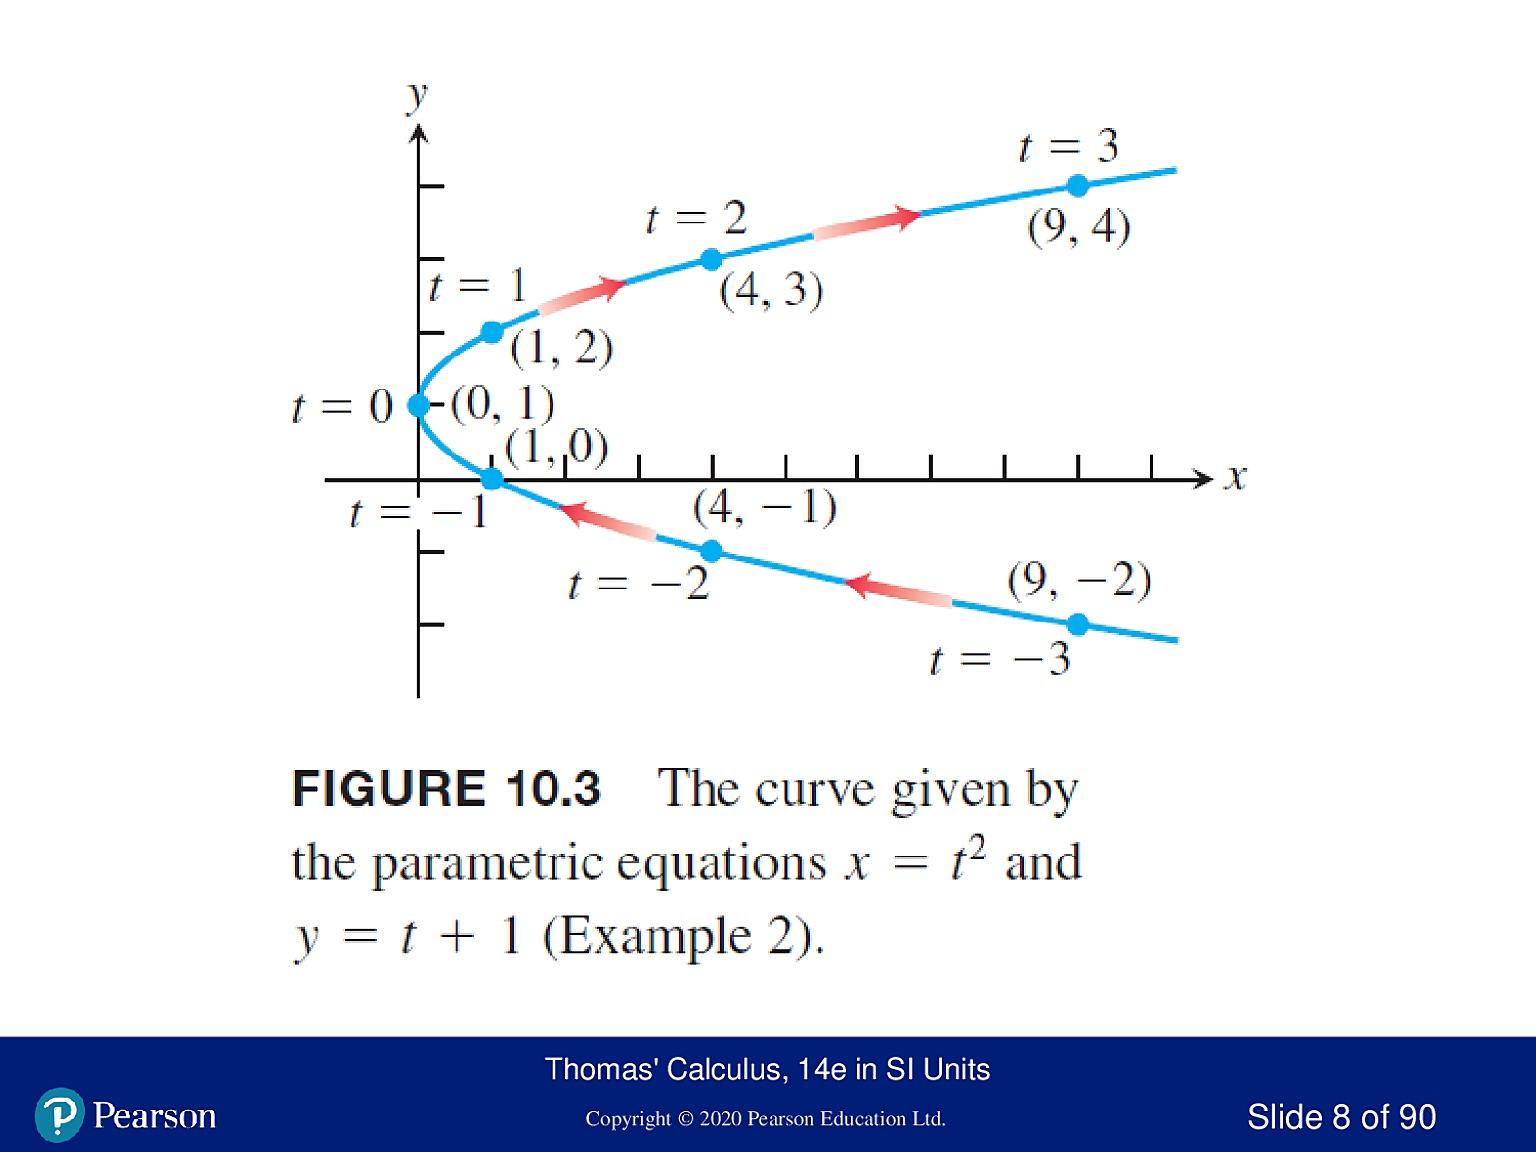 y
t = 3
(9, 4)
t = 2
(4, 3)
t = 1
(1, 2)
t = 0
(0, 1)
(1, 0)
x
t = −1
(4, −1)
t = −2
(9, −2)
t = −3
FIGURE 10.3 The curve given by
the parametric equations x = t² and
y = t + 1 (Example 2).
Thomas' Calculus, 14e in SI Units
Pearson
Copyright © 2020 Pearson Education Ltd.
Slide 8 of 90